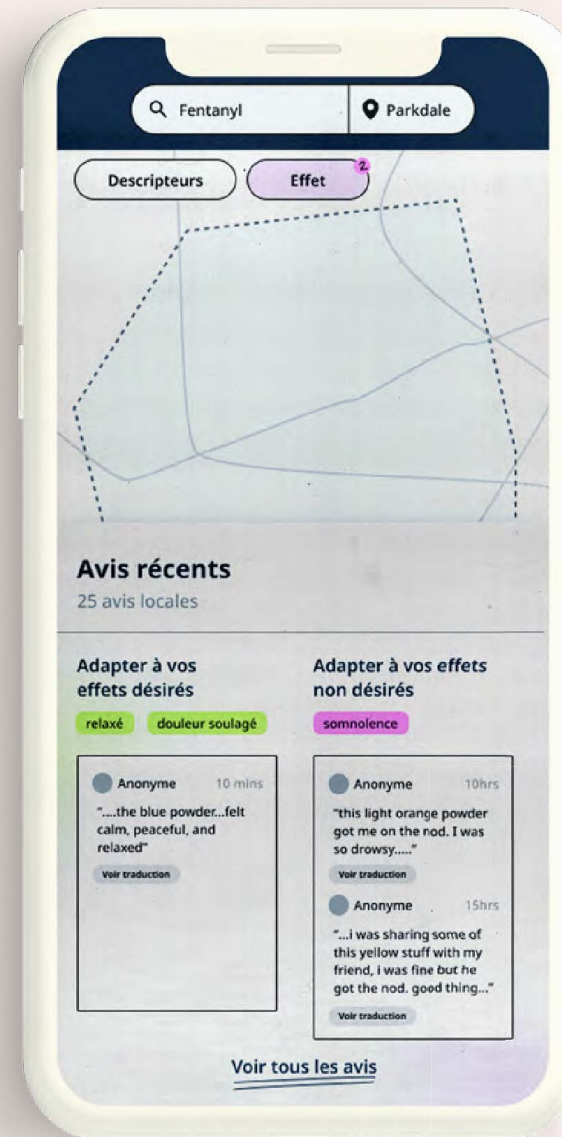 Fentanyl
Parkdale
Descripteurs
Effet
2
Avis récents
25 avis locales
Adapter à vos
effets désirés
relaxé
douleur soulagé
Anonyme
10 mins
"....the blue powder...felt
calm, peaceful, and
relaxed"
Voir traduction
Adapter à vos effets
non désirés
somnolence
Anonyme
10hrs
"this light orange powder
got me on the nod. I was
so drowsy....."
Voir traduction
Anonyme
15hrs
"...i was sharing some of
this yellow stuff with my
friend, i was fine but he
got the nod. good thing..."
Voir traduction
Voir tous les avis